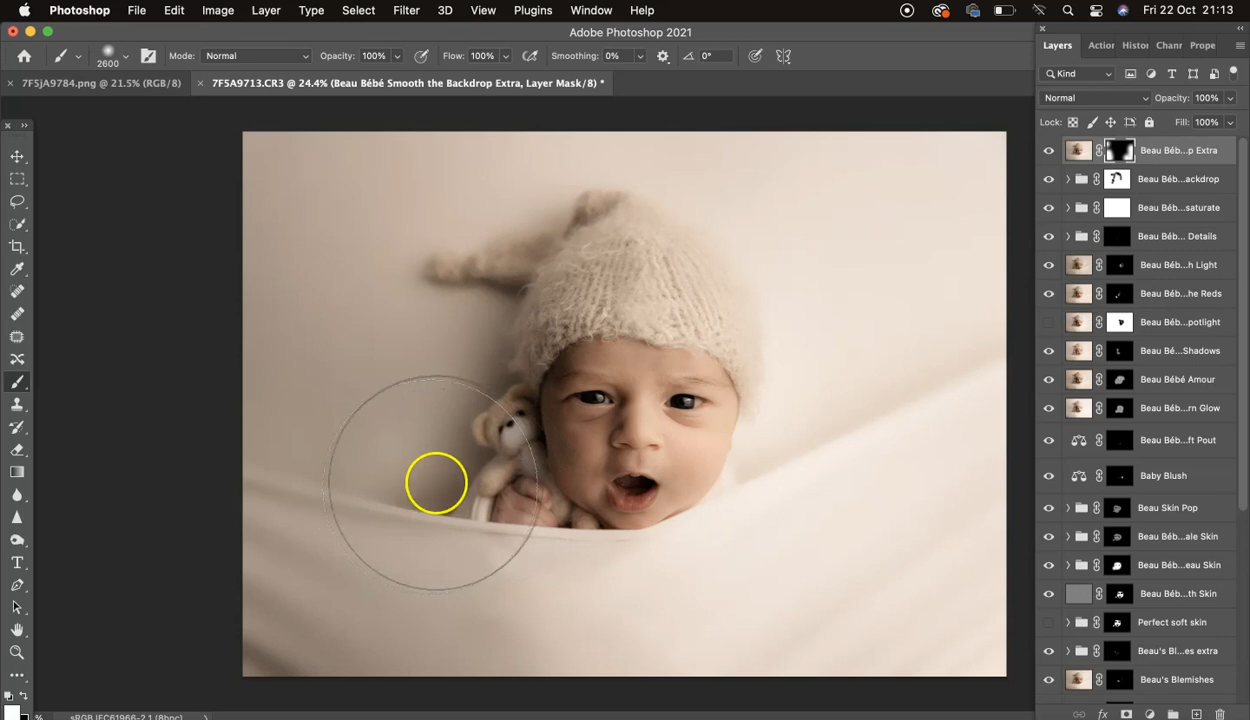 Photoshop File Edit Image Layer Type Select Filter 3D View Plugins Window Help Fri 22 Oct 21:13
Adobe Photoshop 2021
2600 Mode: Normal Opacity: 100% Flow: 100% Smoothing: 0% 0°
7F5jA9784.png @ 21.5% (RGB/8) 7F5A9713.CR3 @ 24.4% (Beau Bébé Smooth the Backdrop Extra, Layer Mask/8) *
Layers Action Histor Chann Prope
Kind
Normal Opacity: 100%
Lock: Fill: 100%
Beau Béb...p Extra
Beau Béb...ackdrop
Beau Béb...saturate
Beau Béb... Details
Beau Béb...h Light
Beau Béb...he Reds
Beau Béb...potlight
Beau Bé...Shadows
Beau Bébé Amour
Beau Béb...rn Glow
Beau Béb...ft Pout
Baby Blush
Beau Skin Pop
Beau Béb...ale Skin
Beau Béb...eau Skin
Beau Béb...th Skin
Perfect soft skin
Beau's Bl...es extra
Beau's Blemishes
% sRGB IEC61966-2.1 (8bpc)
fx